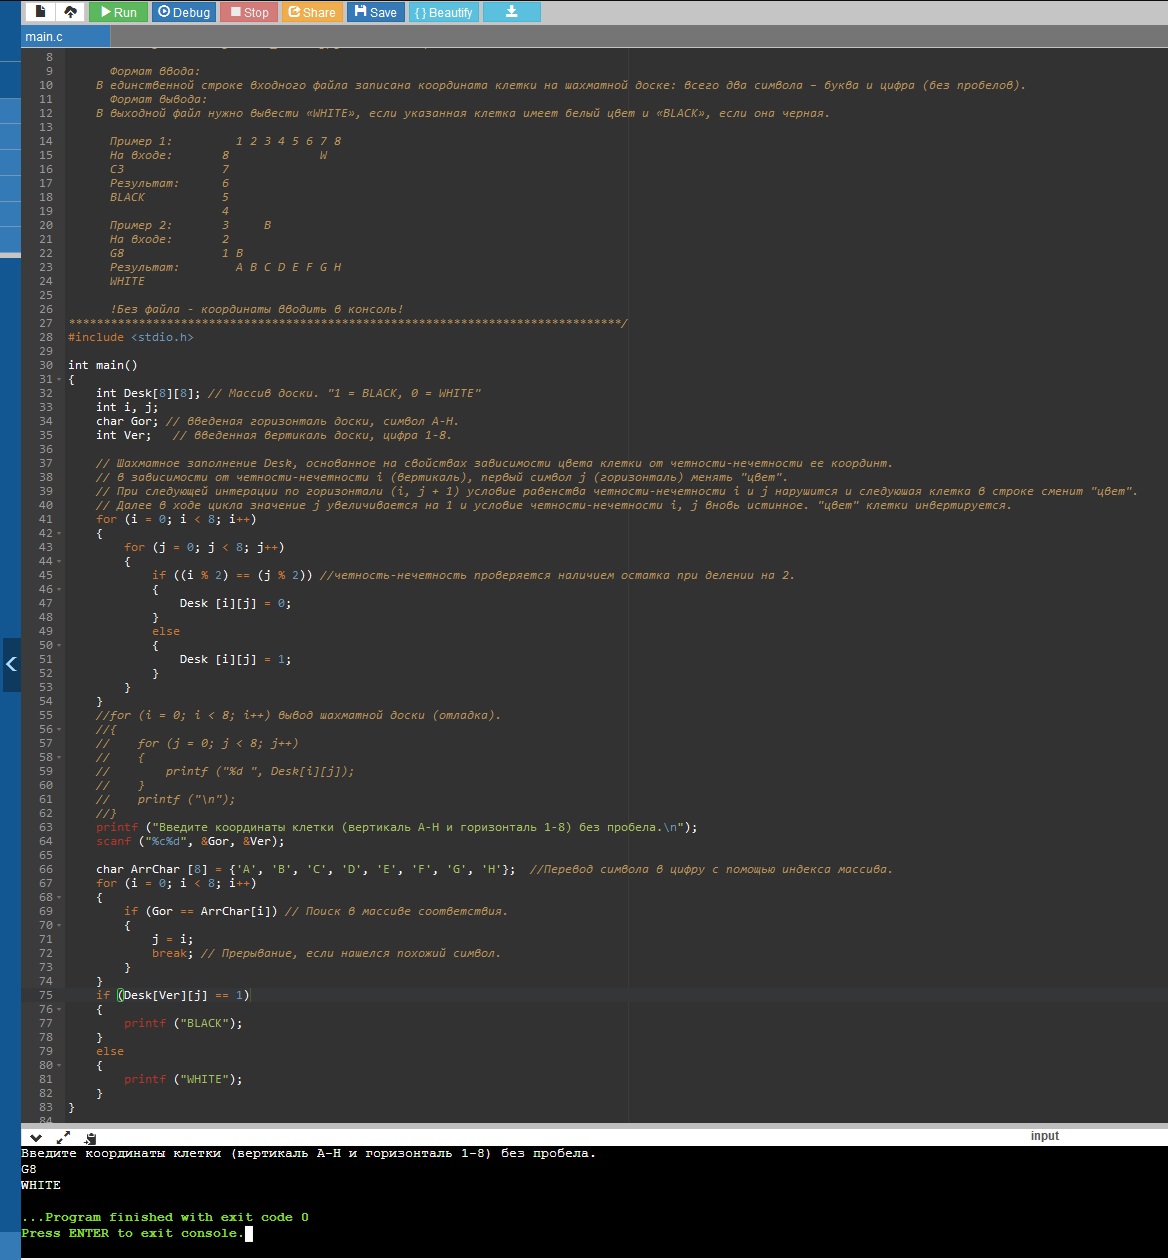 Run Debug Stop Share Save { } Beautify
main.c
8
9 Формат ввода:
10 В единственной строке входного файла записана координата клетки на шахматной доске: всего два символа – буква и цифра (без пробелов).
11 Формат вывода:
12 В выходной файл нужно вывести «WHITE», если указанная клетка имеет белый цвет и «BLACK», если она черная.
13
14 Пример 1: 1 2 3 4 5 6 7 8
15 На входе: 8 W
16 C3 7
17 Результат: 6
18 BLACK 5
19 4
20 Пример 2: 3 B
21 На входе: 2
22 G8 1 B
23 Результат: A B C D E F G H
24 WHITE
25
26 !Без файла - координаты вводить в консоль!
27 *******************************************************************************/
28 #include <stdio.h>
29
30 int main()
31 {
32 int Desk[8][8]; // Массив доски. "1 = BLACK, 0 = WHITE"
33 int i, j;
34 char Gor; // введеная горизонталь доски, символ A-H.
35 int Ver; // введенная вертикаль доски, цифра 1-8.
36
37 // Шахматное заполнение Desk, основанное на свойствах зависимости цвета клетки от четности-нечетности ее координт.
38 // в зависимости от четности-нечетности i (вертикаль), первый символ j (горизонталь) менять "цвет".
39 // При следующей интерации по горизонтали (i, j + 1) условие равенства четности-нечетности i и j нарушится и следуюшая клетка в строке сменит "цвет".
40 // Далее в ходе цикла значение j увеличивается на 1 и условие четности-нечетности i, j вновь истинное. "цвет" клетки инвертируется.
41 for (i = 0; i < 8; i++)
42 {
43 for (j = 0; j < 8; j++)
44 {
45 if ((i % 2) == (j % 2)) //четность-нечетность проверяется наличием остатка при делении на 2.
46 {
47 Desk [i][j] = 0;
48 }
49 else
50 {
51 Desk [i][j] = 1;
52 }
53 }
54 }
55 //for (i = 0; i < 8; i++) вывод шахматной доски (отладка).
56 //{
57 // for (j = 0; j < 8; j++)
58 // {
59 // printf ("%d ", Desk[i][j]);
60 // }
61 // printf ("\n");
62 //}
63 printf ("Введите координаты клетки (вертикаль A-H и горизонталь 1-8) без пробела.\n");
64 scanf ("%c%d", &Gor, &Ver);
65
66 char ArrChar [8] = {'A', 'B', 'C', 'D', 'E', 'F', 'G', 'H'}; //Перевод символа в цифру с помощью индекса массива.
67 for (i = 0; i < 8; i++)
68 {
69 if (Gor == ArrChar[i]) // Поиск в массиве соответствия.
70 {
71 j = i;
72 break; // Прерывание, если нашелся похожий символ.
73 }
74 }
75 if (Desk[Ver][j] == 1)
76 {
77 printf ("BLACK");
78 }
79 else
80 {
81 printf ("WHITE");
82 }
83 }
84
input
Введите координаты клетки (вертикаль A-H и горизонталь 1-8) без пробела.
G8
WHITE
...Program finished with exit code 0
Press ENTER to exit console.